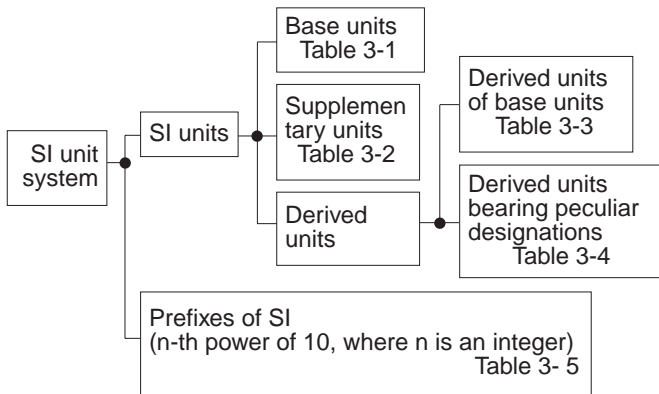 SI unit
system
SI units
Base units
Table 3-1
Supplemen
tary units
Table 3-2
Derived
units
Derived units
of base units
Table 3-3
Derived units
bearing peculiar
designations
Table 3-4
Prefixes of SI
(n-th power of 10, where n is an integer)
Table 3- 5